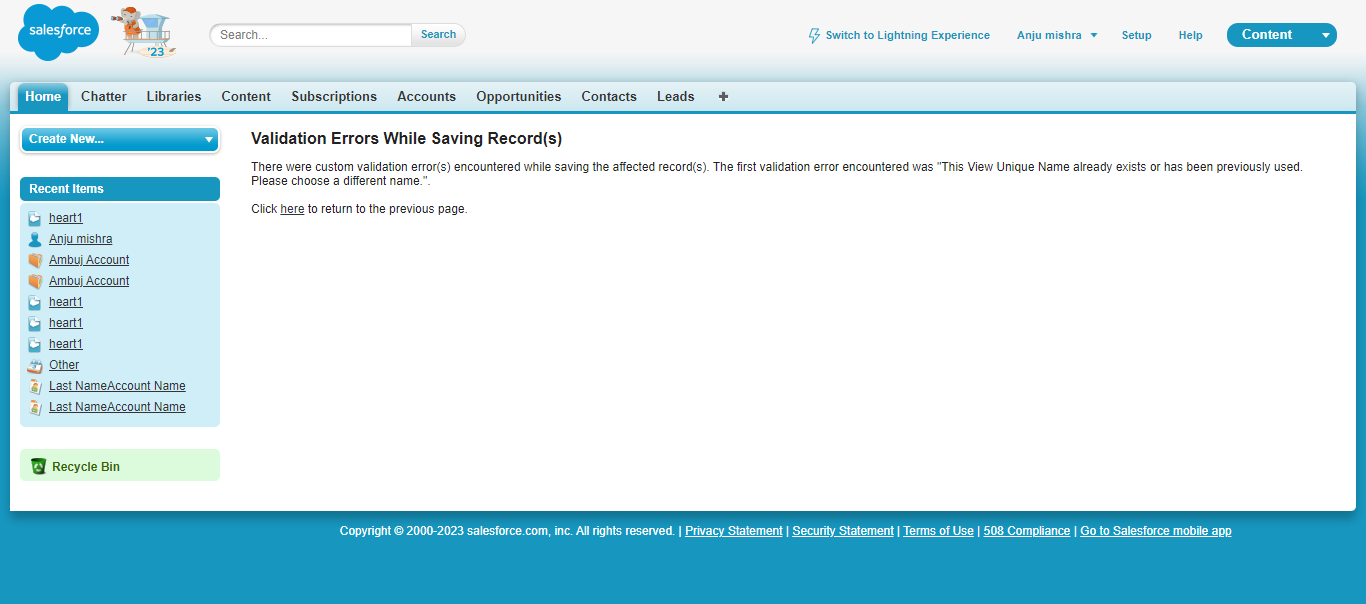 salesforce
'23
Search...
Search
Switch to Lightning Experience
Anju mishra
Setup
Help
Content
Home
Chatter
Libraries
Content
Subscriptions
Accounts
Opportunities
Contacts
Leads
+
Create New...
Recent Items
heart1
Anju mishra
Ambuj Account
Ambuj Account
heart1
heart1
heart1
Other
Last NameAccount Name
Last NameAccount Name
Recycle Bin
Validation Errors While Saving Record(s)
There were custom validation error(s) encountered while saving the affected record(s). The first validation error encountered was "This View Unique Name already exists or has been previously used.
Please choose a different name.".
Click here to return to the previous page.
Copyright © 2000-2023 salesforce.com, inc. All rights reserved. | Privacy Statement | Security Statement | Terms of Use | 508 Compliance | Go to Salesforce mobile app